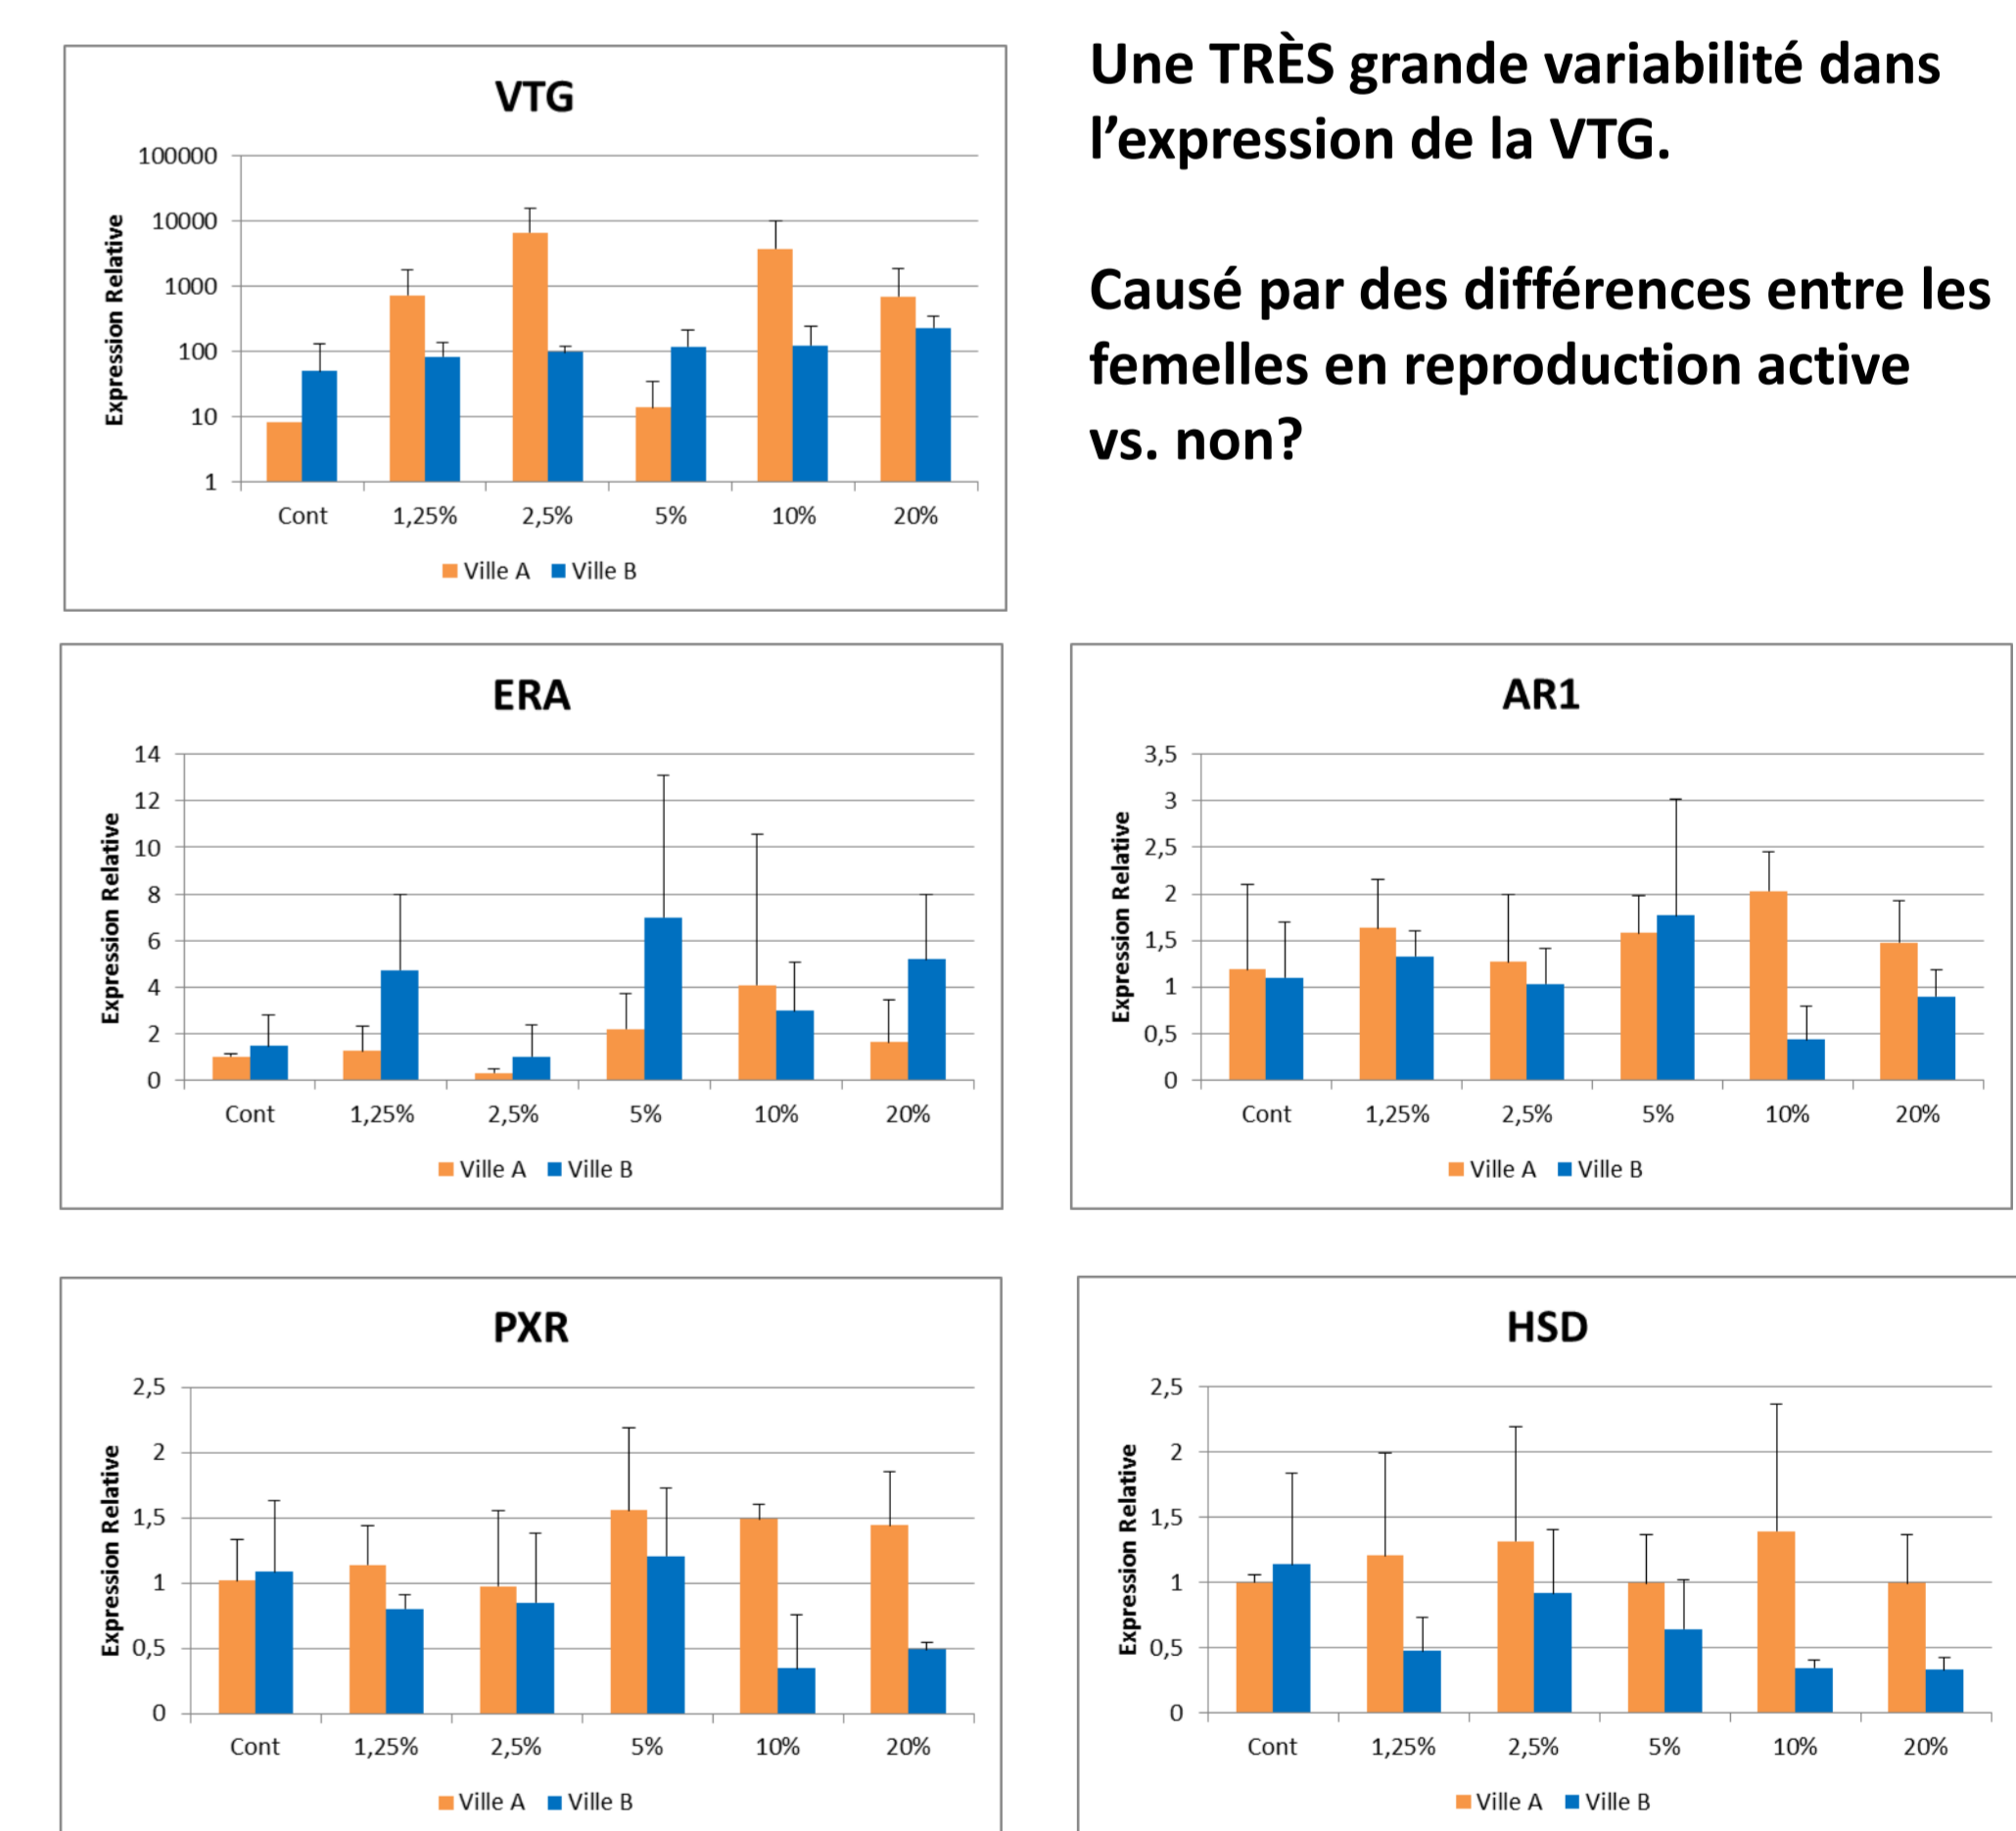 VTG
Expression Relative
100000
10000
1000
100
10
1
Cont 1,25% 2,5% 5% 10% 20%
Ville A Ville B
Une TRÈS grande variabilité dans
l’expression de la VTG.
Causé par des différences entre les
femelles en reproduction active
vs. non?
ERA
Expression Relative
14
12
10
8
6
4
2
0
Cont 1,25% 2,5% 5% 10% 20%
Ville A Ville B
AR1
Expression Relative
3,5
3
2,5
2
1,5
1
0,5
0
Cont 1,25% 2,5% 5% 10% 20%
Ville A Ville B
PXR
Expression Relative
2,5
2
1,5
1
0,5
0
Cont 1,25% 2,5% 5% 10% 20%
Ville A Ville B
HSD
Expression Relative
2,5
2
1,5
1
0,5
0
Cont 1,25% 2,5% 5% 10% 20%
Ville A Ville B